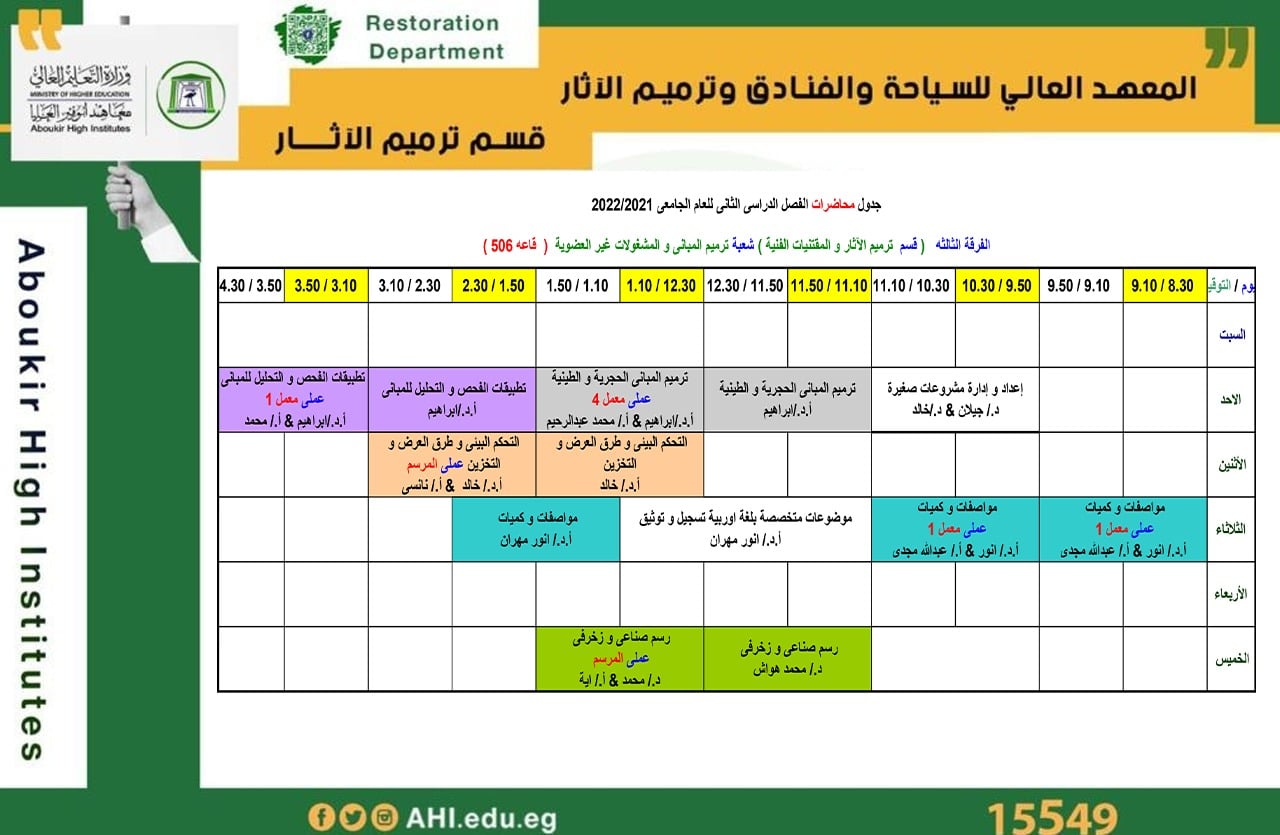 Restoration
Department
وزارة التعليم العالي
MINISTRY OF HIGHER EDUCATION
معاهد أبوقير العليا
Aboukir High Institutes
المعهد العالي للسياحة والفنادق وترميم الآثار
قسم ترميم الآثار
Aboukir High Institutes
جدول محاضرات الفصل الدراسى الثانى للعام الجامعى 2022/2021
الفرقة الثالثه ( قسم ترميم الآثار و المقتنيات الفنية ) شعبة ترميم المبانى و المشغولات غير العضوية ( قاعه 506 )
يوم / التوقي
9.10 / 8.30
9.50 / 9.10
10.30 / 9.50
11.10 / 10.30
11.50 / 11.10
12.30 / 11.50
1.10 / 12.30
1.50 / 1.10
2.30 / 1.50
3.10 / 2.30
3.50 / 3.10
4.30 / 3.50
السبت
الاحد
إعداد و إدارة مشروعات صغيرة
د./ جيلان & د./خالد
ترميم المبانى الحجرية و الطينية
أ.د./ابراهيم
ترميم المبانى الحجرية و الطينية
عملى معمل 4
أ.د./ابراهيم & أ./ محمد عبدالرحيم
تطبيقات الفحص و التحليل للمبانى
أ.د./ابراهيم
تطبيقات الفحص و التحليل للمبانى
عملى معمل 1
أ.د./ابراهيم & أ./ محمد
الأثنين
التحكم البينى و طرق العرض و
التخزين
أ.د./ خالد
التحكم البينى و طرق العرض و
التخزين عملى المرسم
أ.د./ خالد & أ./ نانسى
الثلاثاء
مواصفات و كميات
عملى معمل 1
أ.د./ انور & أ./ عبدالله مجدى
مواصفات و كميات
عملى معمل 1
أ.د./ انور & أ./ عبدالله مجدى
موضوعات متخصصة بلغة اوربية تسجيل و توثيق
أ.د./ انور مهران
مواصفات و كميات
أ.د./ انور مهران
الأربعاء
الخميس
رسم صناعى و زخرفى
د./ محمد هواش
رسم صناعى و زخرفى
عملى المرسم
د./ محمد & أ./ اية
AHI.edu.eg
15549